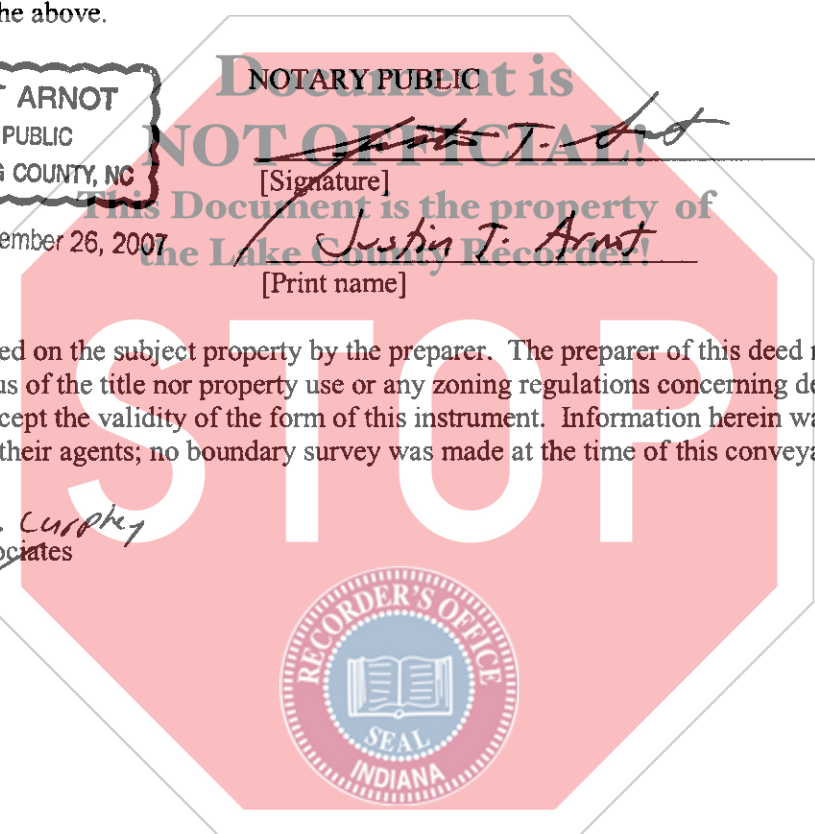 he above.
ARNOT
PUBLIC
COUNTY, NC
ember 26, 2007
NOTARY PUBLIC
Justin T. Arnot
[Signature]
Justin T. Arnot
[Print name]
Document is
NOT OFFICIAL!
This Document is the property of
the Lake County Recorder!
STOP
ed on the subject property by the preparer. The preparer of this deed
us of the title nor property use or any zoning regulations concerning de
cept the validity of the form of this instrument. Information herein wa
their agents; no boundary survey was made at the time of this conveya
. Curphey
ociates
RECORDER'S OFFICE
SEAL
INDIANA